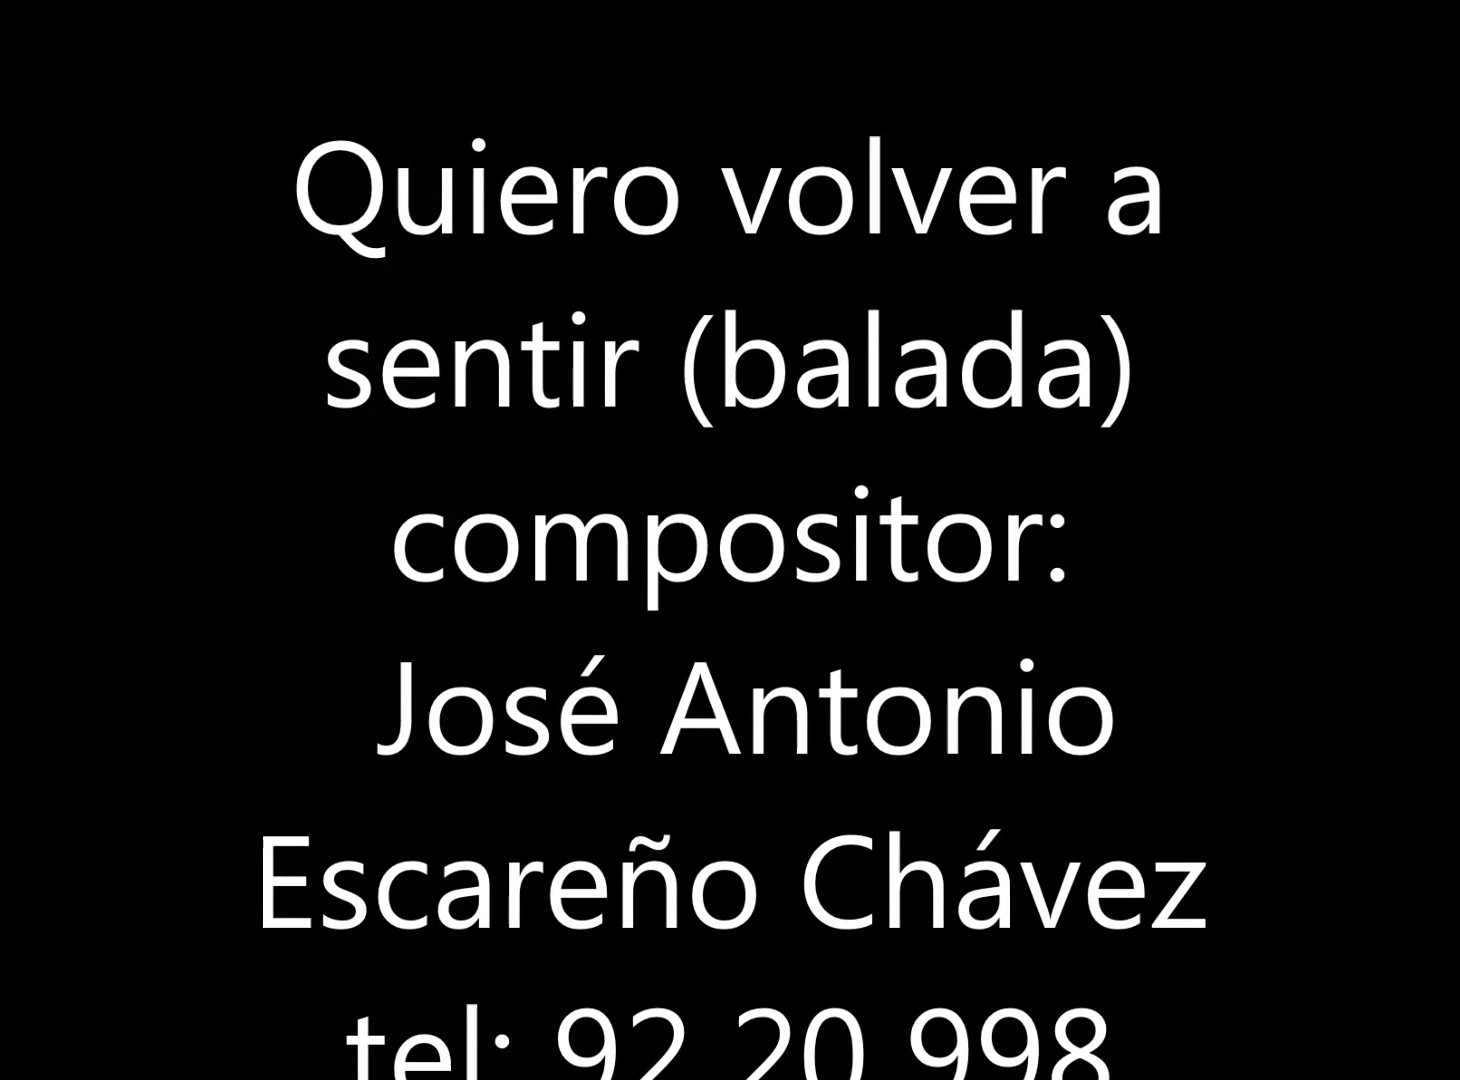 Quiero volver a
sentir (balada)
compositor:
José Antonio
Escareño Chávez
tel: 92 20 998